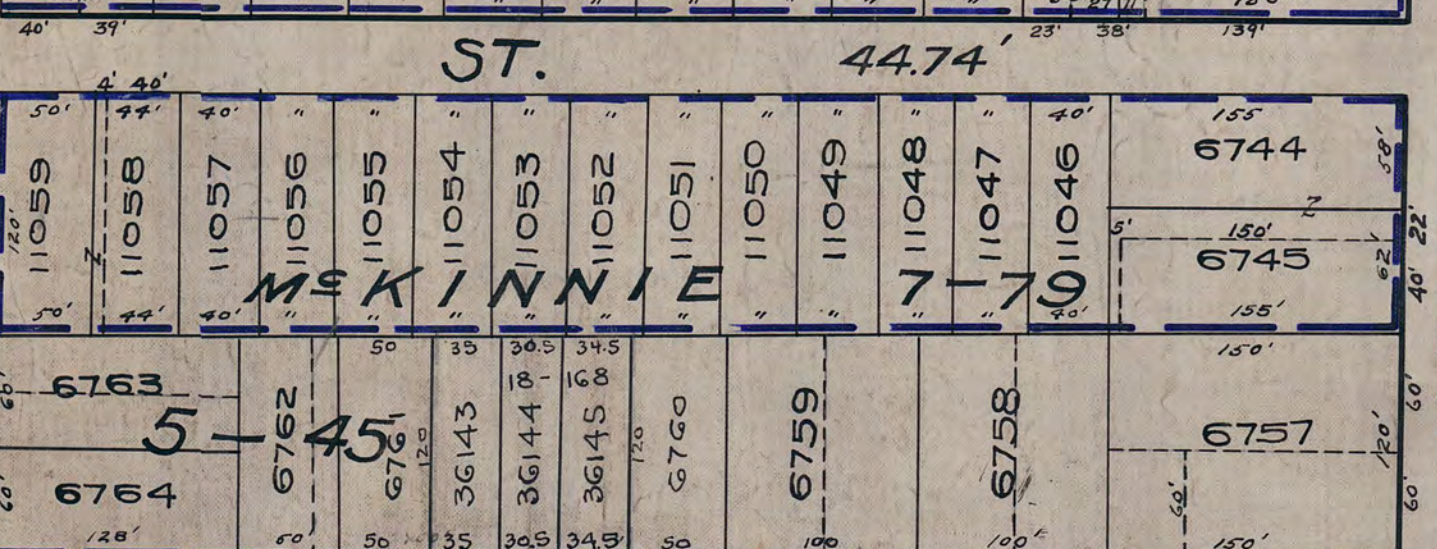 40' 39' 23' 38' 139'
ST. 44.74'
4' 40'
50' 44' 40' " " " " " " " " " 40' 155
11059 11058 11057 11056 11055 11054 11053 11052 11051 11050 11049 11048 11047 11046 6744 58'
120' Z Z 22'
5' 150'
6745 62' 40'
McKINNIE 7-79
50' 44' 40' " " " " " " " " " 40' 155'
50 35 30.5 34.5 150'
18-168
60' 6763 6762 6761 120 36143 36144 36145 120 6760 6759 6758 6757 120' 60'
5-45
60' 6764 60' 60'
128' 50 35 30.5 34.5' 50 100 100' 150'